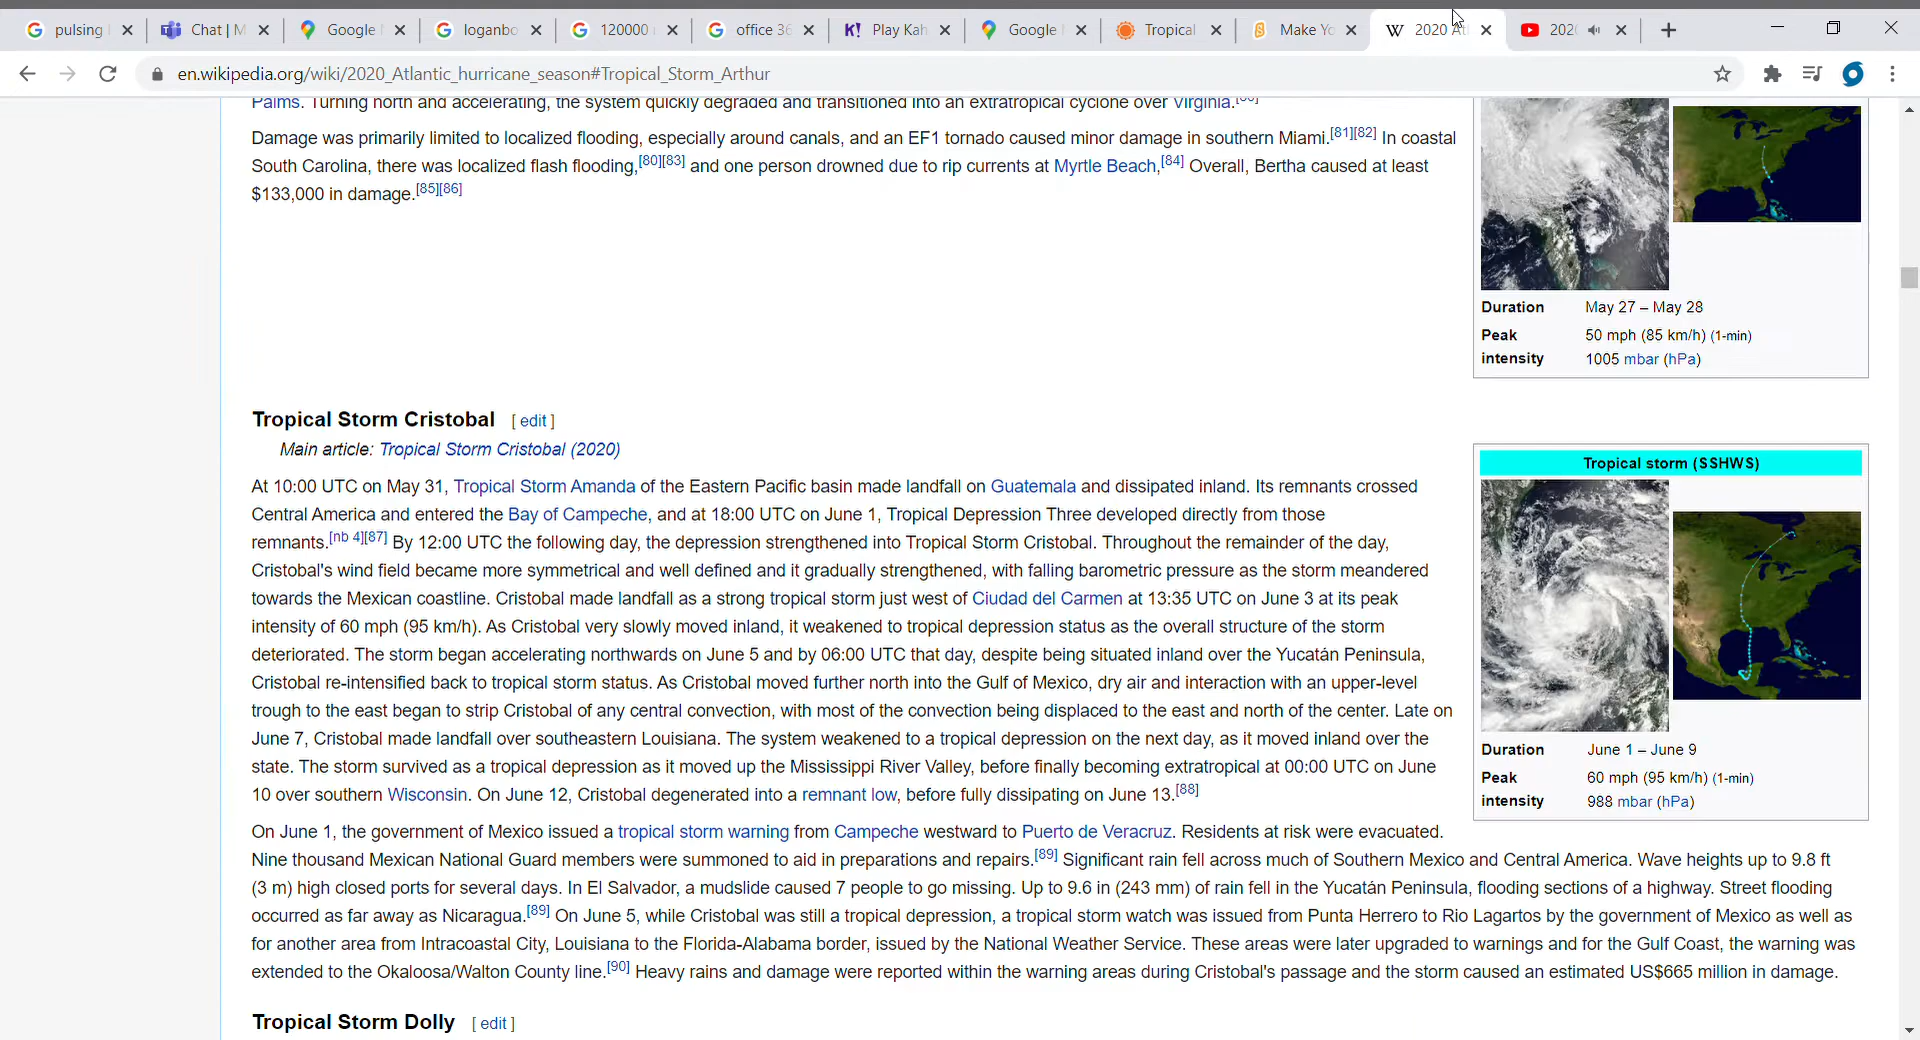 pulsing
Chat | M
Google
loganbo
120000
office 36
K! Play Kah
Google
Tropical
Make Yo
W 2020 Atl
202
en.wikipedia.org/wiki/2020_Atlantic_hurricane_season#Tropical_Storm_Arthur
Palms. Turning north and accelerating, the system quickly degraded and transitioned into an extratropical cyclone over Virginia.
Damage was primarily limited to localized flooding, especially around canals, and an EF1 tornado caused minor damage in southern Miami.[81][82] In coastal
South Carolina, there was localized flash flooding,[80][83] and one person drowned due to rip currents at Myrtle Beach,[84] Overall, Bertha caused at least
$133,000 in damage.[85][86]
Duration May 27 – May 28
Peak 50 mph (85 km/h) (1-min)
intensity 1005 mbar (hPa)
Tropical Storm Cristobal [ edit ]
Main article: Tropical Storm Cristobal (2020)
At 10:00 UTC on May 31, Tropical Storm Amanda of the Eastern Pacific basin made landfall on Guatemala and dissipated inland. Its remnants crossed
Central America and entered the Bay of Campeche, and at 18:00 UTC on June 1, Tropical Depression Three developed directly from those
remnants.[nb 4][87] By 12:00 UTC the following day, the depression strengthened into Tropical Storm Cristobal. Throughout the remainder of the day,
Cristobal's wind field became more symmetrical and well defined and it gradually strengthened, with falling barometric pressure as the storm meandered
towards the Mexican coastline. Cristobal made landfall as a strong tropical storm just west of Ciudad del Carmen at 13:35 UTC on June 3 at its peak
intensity of 60 mph (95 km/h). As Cristobal very slowly moved inland, it weakened to tropical depression status as the overall structure of the storm
deteriorated. The storm began accelerating northwards on June 5 and by 06:00 UTC that day, despite being situated inland over the Yucatán Peninsula,
Cristobal re-intensified back to tropical storm status. As Cristobal moved further north into the Gulf of Mexico, dry air and interaction with an upper-level
trough to the east began to strip Cristobal of any central convection, with most of the convection being displaced to the east and north of the center. Late on
June 7, Cristobal made landfall over southeastern Louisiana. The system weakened to a tropical depression on the next day, as it moved inland over the
state. The storm survived as a tropical depression as it moved up the Mississippi River Valley, before finally becoming extratropical at 00:00 UTC on June
10 over southern Wisconsin. On June 12, Cristobal degenerated into a remnant low, before fully dissipating on June 13.[88]
Tropical storm (SSHWS)
Duration June 1 – June 9
Peak 60 mph (95 km/h) (1-min)
intensity 988 mbar (hPa)
On June 1, the government of Mexico issued a tropical storm warning from Campeche westward to Puerto de Veracruz. Residents at risk were evacuated.
Nine thousand Mexican National Guard members were summoned to aid in preparations and repairs.[89] Significant rain fell across much of Southern Mexico and Central America. Wave heights up to 9.8 ft
(3 m) high closed ports for several days. In El Salvador, a mudslide caused 7 people to go missing. Up to 9.6 in (243 mm) of rain fell in the Yucatán Peninsula, flooding sections of a highway. Street flooding
occurred as far away as Nicaragua.[89] On June 5, while Cristobal was still a tropical depression, a tropical storm watch was issued from Punta Herrero to Rio Lagartos by the government of Mexico as well as
for another area from Intracoastal City, Louisiana to the Florida-Alabama border, issued by the National Weather Service. These areas were later upgraded to warnings and for the Gulf Coast, the warning was
extended to the Okaloosa/Walton County line.[90] Heavy rains and damage were reported within the warning areas during Cristobal's passage and the storm caused an estimated US$665 million in damage.
Tropical Storm Dolly [ edit ]